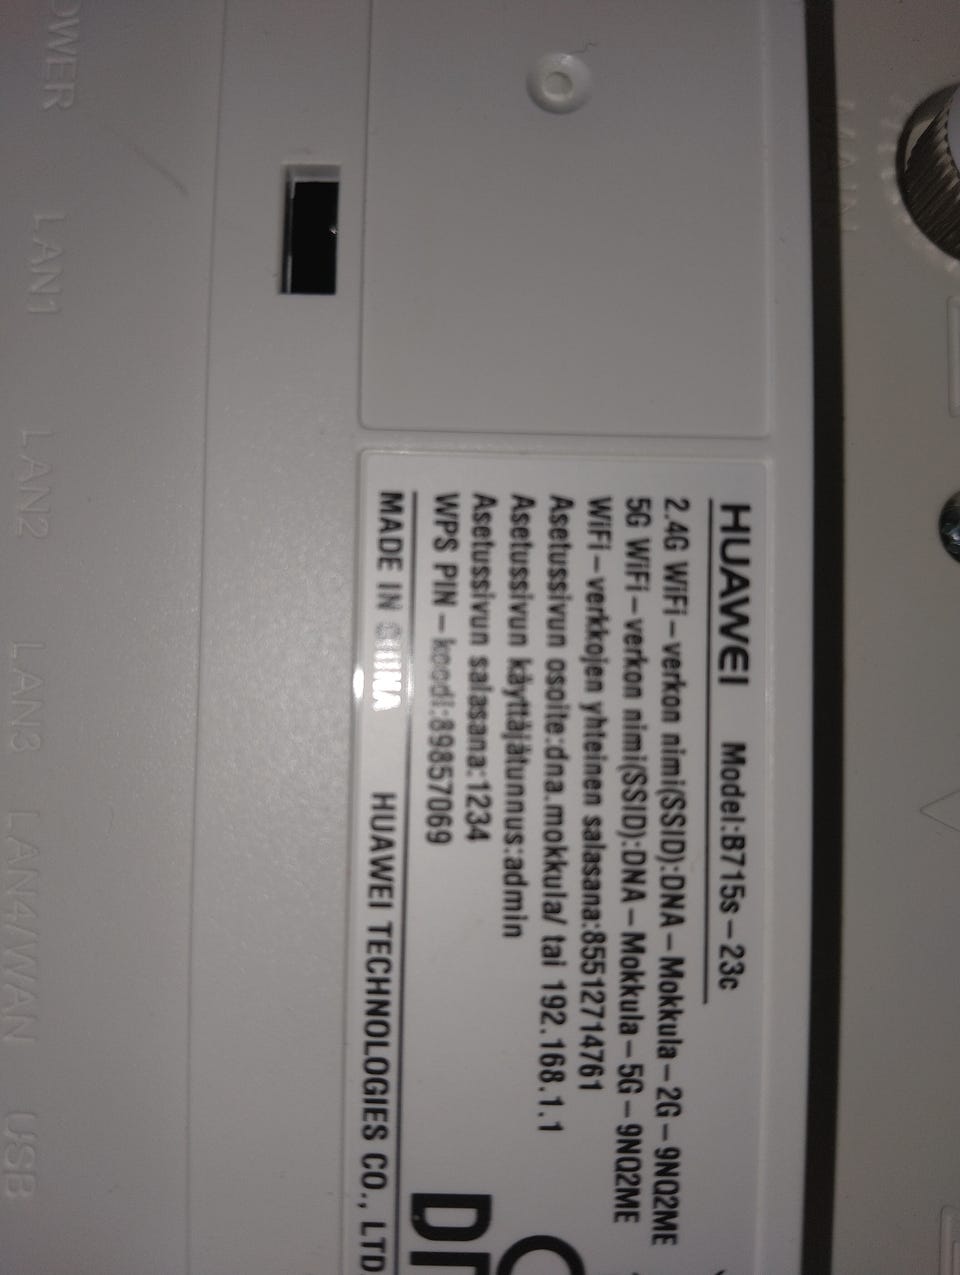 HUAWEI Model:B715s-23c
2.4G WiFi-verkon nimi(SSID):DNA-Mokkula-2G-9NQ2ME
5G WiFi-verkon nimi(SSID):DNA-Mokkula-5G-9NQ2ME
WiFi-verkkojen yhteinen salasana:85512714761
Asetussivun osoite:dna.mokkula/ tai 192.168.1.1
Asetussivun käyttäjätunnus:admin
Asetussivun salasana:1234
WPS PIN-koodi:89857069
MADE IN CHINA HUAWEI TECHNOLOGIES CO., LTD
LAN1
LAN2
LAN3
LAN4/WAN
USB